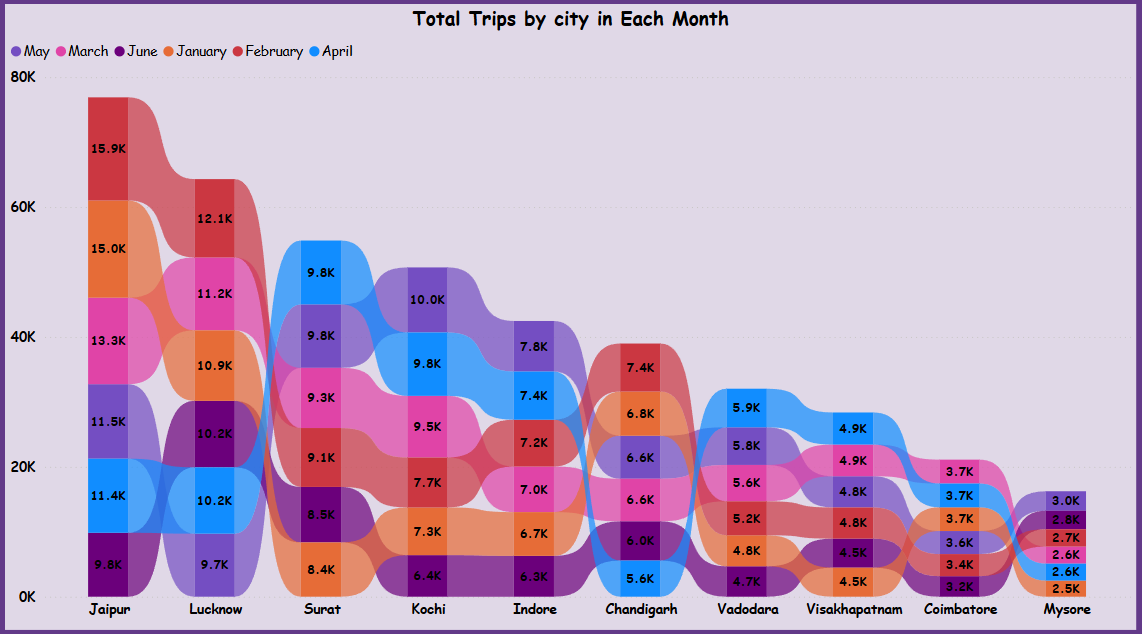 Total Trips by city in Each Month
May March June January February April
80K
60K
40K
20K
0K
15.9K
15.0K
13.3K
11.5K
11.4K
9.8K
12.1K
11.2K
10.9K
10.2K
10.2K
9.7K
9.8K
9.8K
9.3K
9.1K
8.5K
8.4K
10.0K
9.8K
9.5K
7.7K
7.3K
6.4K
7.8K
7.4K
7.2K
7.0K
6.7K
6.3K
7.4K
6.8K
6.6K
6.6K
6.0K
5.6K
5.9K
5.8K
5.6K
5.2K
4.8K
4.7K
4.9K
4.9K
4.8K
4.8K
4.5K
4.5K
3.7K
3.7K
3.7K
3.6K
3.4K
3.2K
3.0K
2.8K
2.7K
2.6K
2.6K
2.5K
Jaipur Lucknow Surat Kochi Indore Chandigarh Vadodara Visakhapatnam Coimbatore Mysore